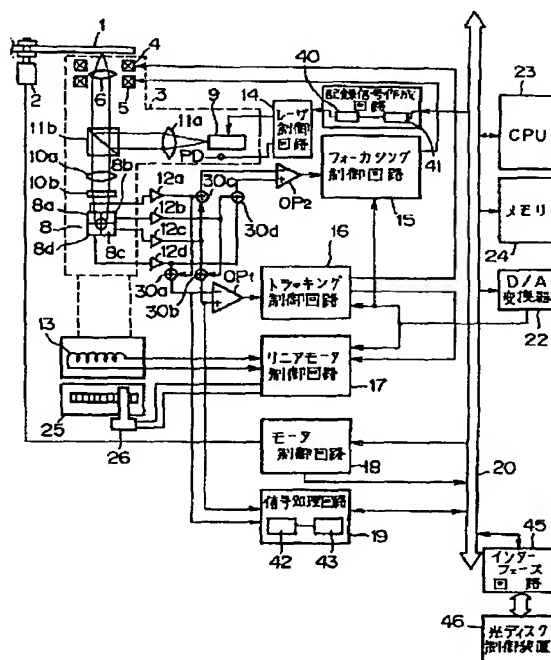 1
4
40
23
2
6
5
3
14
記録信号作成
回路
CPU
11a
9
レーザ
制御
回路
41
11b
PD
フォーカシング
制御回路
メモリ
10a
8b
12a
30c
OP2
24
10b
15
8a
12b
D/A
変換器
8
12c
30d
16
8d
8c
12d
トラッキング
制御回路
22
OP1
30a
30b
13
リニアモータ
制御回路
17
25
26
モータ
制御回路
18
20
信号処理回路
45
42
43
19
インター
フェース
回路
46
光ディスク
制御装置